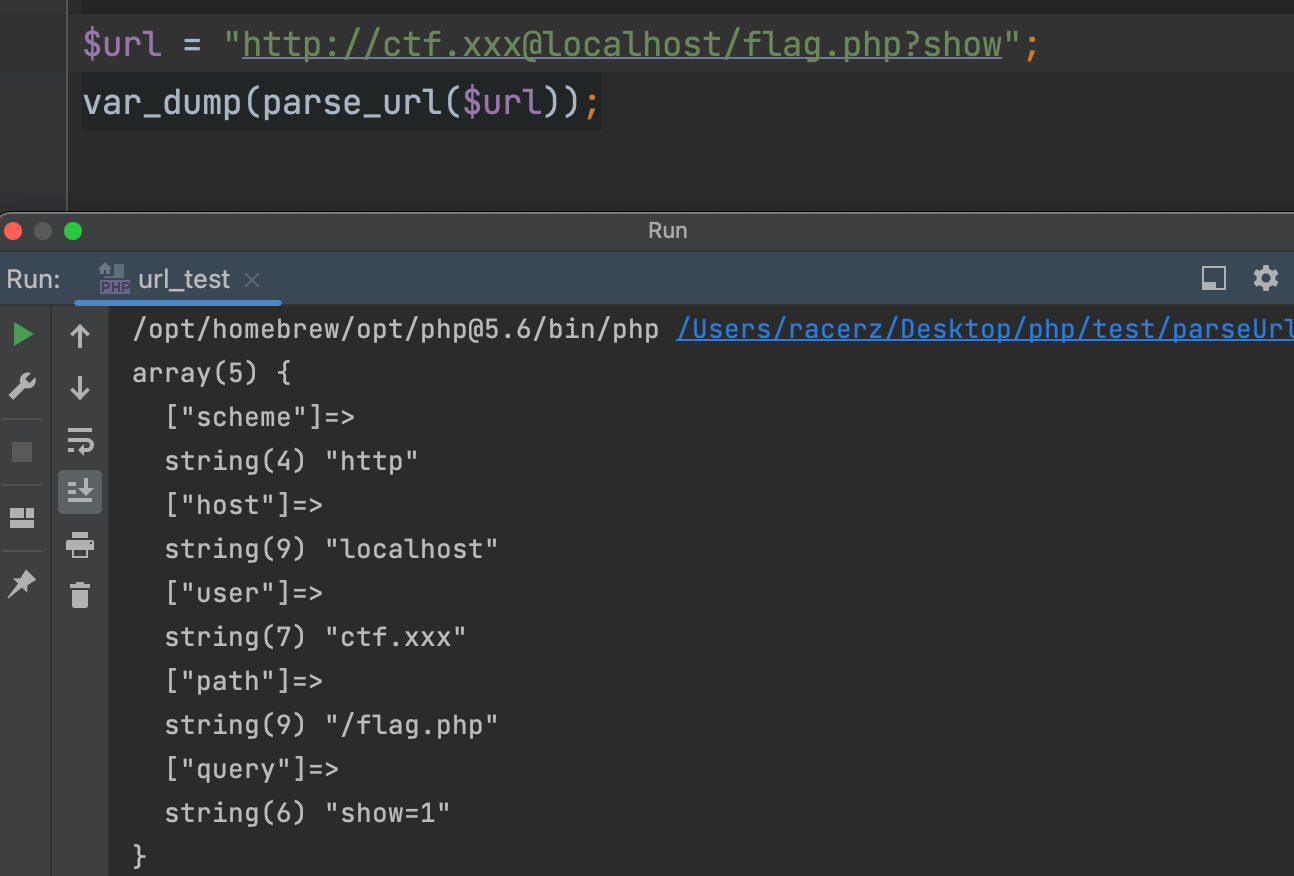 $url = "http://ctf.xxx@localhost/flag.php?show";
var_dump(parse_url($url));
Run
Run: PHP url_test
/opt/homebrew/opt/php@5.6/bin/php /Users/racerz/Desktop/php/test/parseUrl
array(5) {
["scheme"]=>
string(4) "http"
["host"]=>
string(9) "localhost"
["user"]=>
string(7) "ctf.xxx"
["path"]=>
string(9) "/flag.php"
["query"]=>
string(6) "show=1"
}